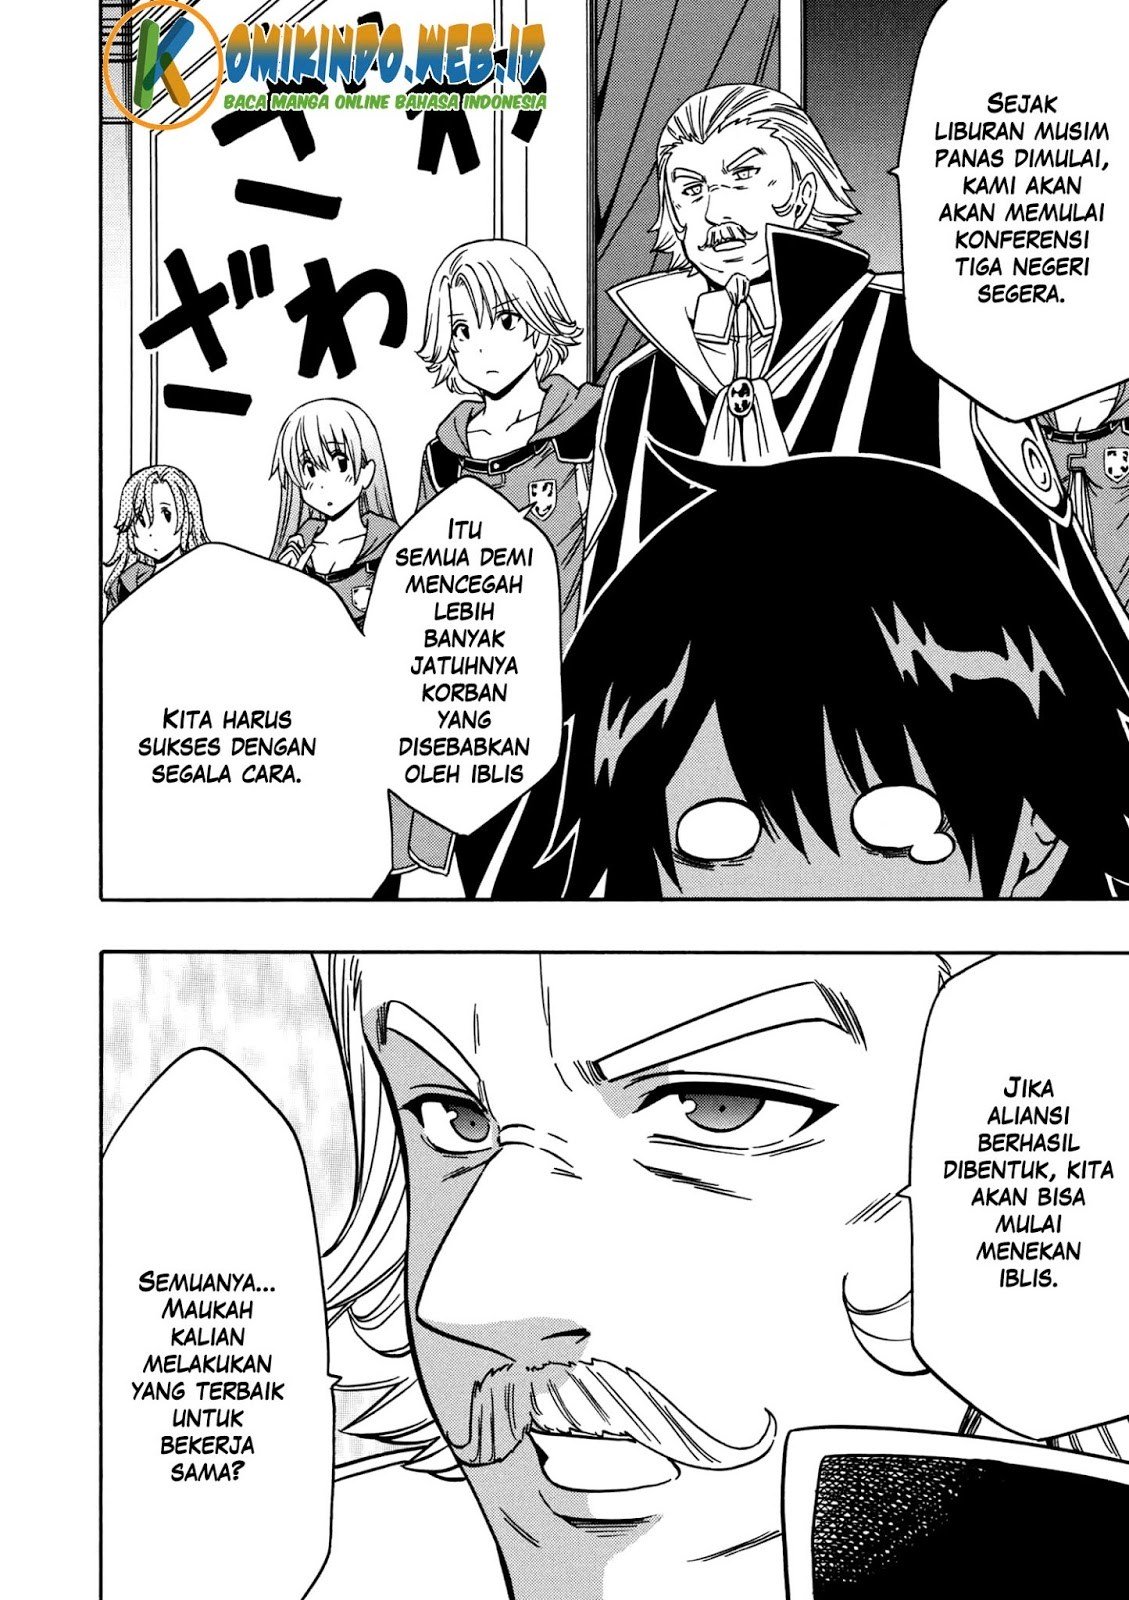 KOMIKINDO.WEB.ID
BACA MANGA ONLINE BAHASA INDONESIA
SEJAK
LIBURAN MUSIM
PANAS DIMULAI,
KAMI AKAN
AKAN MEMULAI
KONFERENSI
TIGA NEGERI
SEGERA.
ざわ
ざわ
ITU
SEMUA DEMI
MENCEGAH
LEBIH
BANYAK
JATUHNYA
KORBAN
YANG
DISEBABKAN
OLEH IBLIS
KITA HARUS
SUKSES DENGAN
SEGALA CARA.
JIKA
ALIANSI
BERHASIL
DIBENTUK, KITA
AKAN BISA
MULAI
MENEKAN
IBLIS.
SEMUANYA...
MAUKAH
KALIAN
MELAKUKAN
YANG TERBAIK
UNTUK
BEKERJA
SAMA?